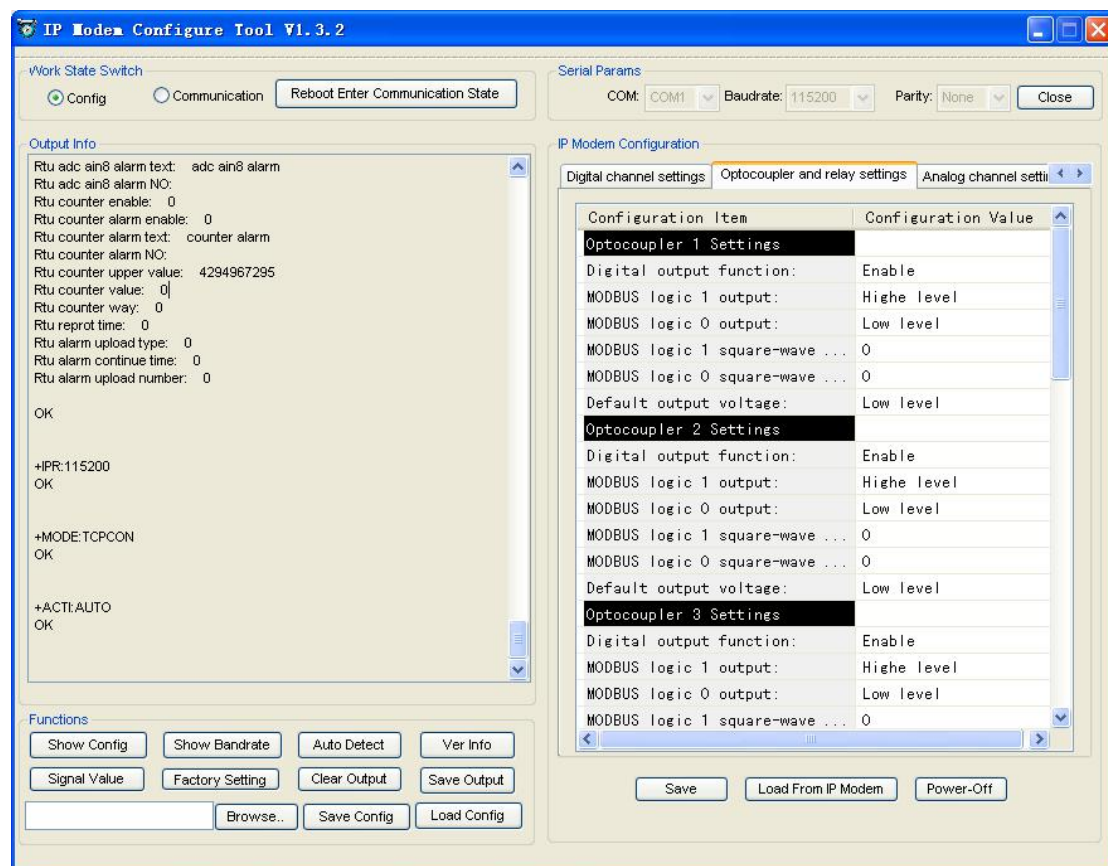 IP Modem Configure Tool V1.3.2
Work State Switch
Config Communication Reboot Enter Communication State
Serial Params
COM: COM1 Baudrate: 115200 Parity: None Close
Output Info
Rtu adc ain8 alarm text: adc ain8 alarm
Rtu adc ain8 alarm NO:
Rtu counter enable: 0
Rtu counter alarm enable: 0
Rtu counter alarm text: counter alarm
Rtu counter alarm NO:
Rtu counter upper value: 4294967295
Rtu counter value: 0
Rtu counter way: 0
Rtu reprot time: 0
Rtu alarm upload type: 0
Rtu alarm continue time: 0
Rtu alarm upload number: 0
OK
+IPR:115200
OK
+MODE:TCPCON
OK
+ACTI:AUTO
OK
Functions
Show Config Show Bandrate Auto Detect Ver Info
Signal Value Factory Setting Clear Output Save Output
Browse.. Save Config Load Config
IP Modem Configuration
Digital channel settings Optocoupler and relay settings Analog channel setti
Configuration Item Configuration Value
Optocoupler 1 Settings
Digital output function: Enable
MODBUS logic 1 output: Highe level
MODBUS logic 0 output: Low level
MODBUS logic 1 square-wave ... 0
MODBUS logic 0 square-wave ... 0
Default output voltage: Low level
Optocoupler 2 Settings
Digital output function: Enable
MODBUS logic 1 output: Highe level
MODBUS logic 0 output: Low level
MODBUS logic 1 square-wave ... 0
MODBUS logic 0 square-wave ... 0
Default output voltage: Low level
Optocoupler 3 Settings
Digital output function: Enable
MODBUS logic 1 output: Highe level
MODBUS logic 0 output: Low level
MODBUS logic 1 square-wave ... 0
Save Load From IP Modem Power-Off